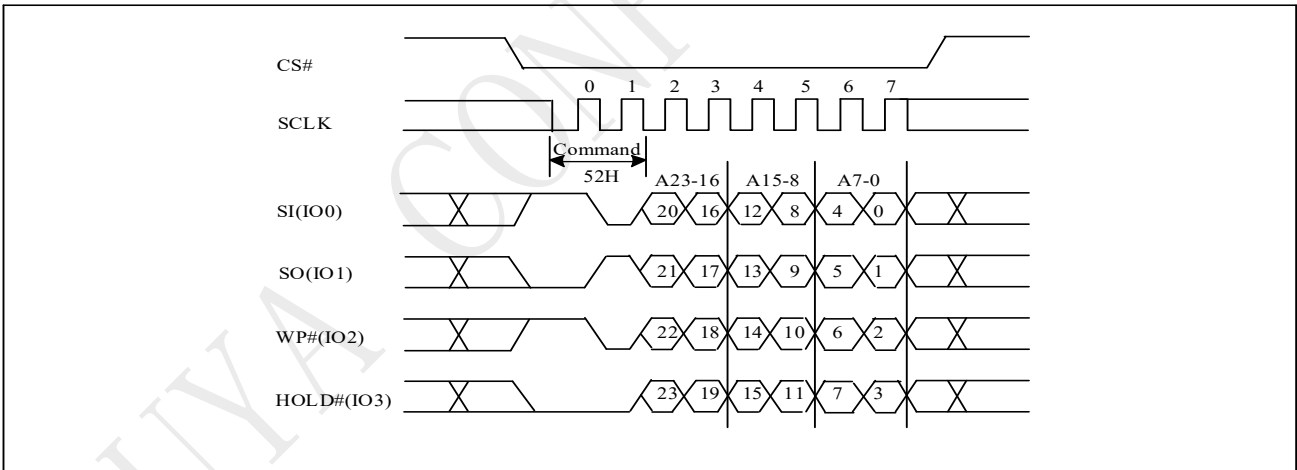 CS#
0 1 2 3 4 5 6 7
SCLK
Command
52H
A23-16 A15-8 A7-0
SI(IO0) 20 16 12 8 4 0
SO(IO1) 21 17 13 9 5 1
WP#(IO2) 22 18 14 10 6 2
HOLD#(IO3) 23 19 15 11 7 3